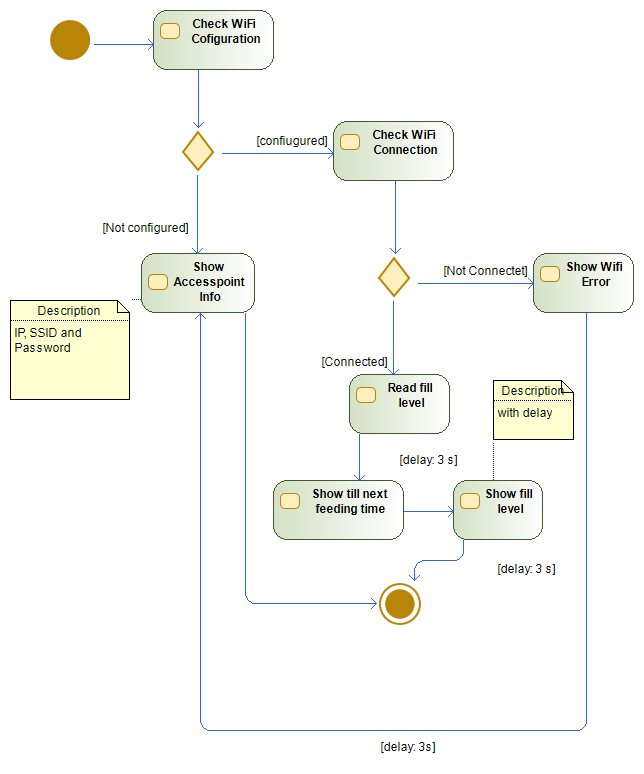 Check WiFi
Cofiguration
[confiugured]
Check WiFi
Connection
[Not configured]
Show
Accesspoint
Info
[Not Connectet]
Show Wifi
Error
Description
IP, SSID and
Password
[Connected]
Read fill
level
Description
with delay
[delay: 3 s]
Show till next
feeding time
Show fill
level
[delay: 3 s]
[delay: 3s]